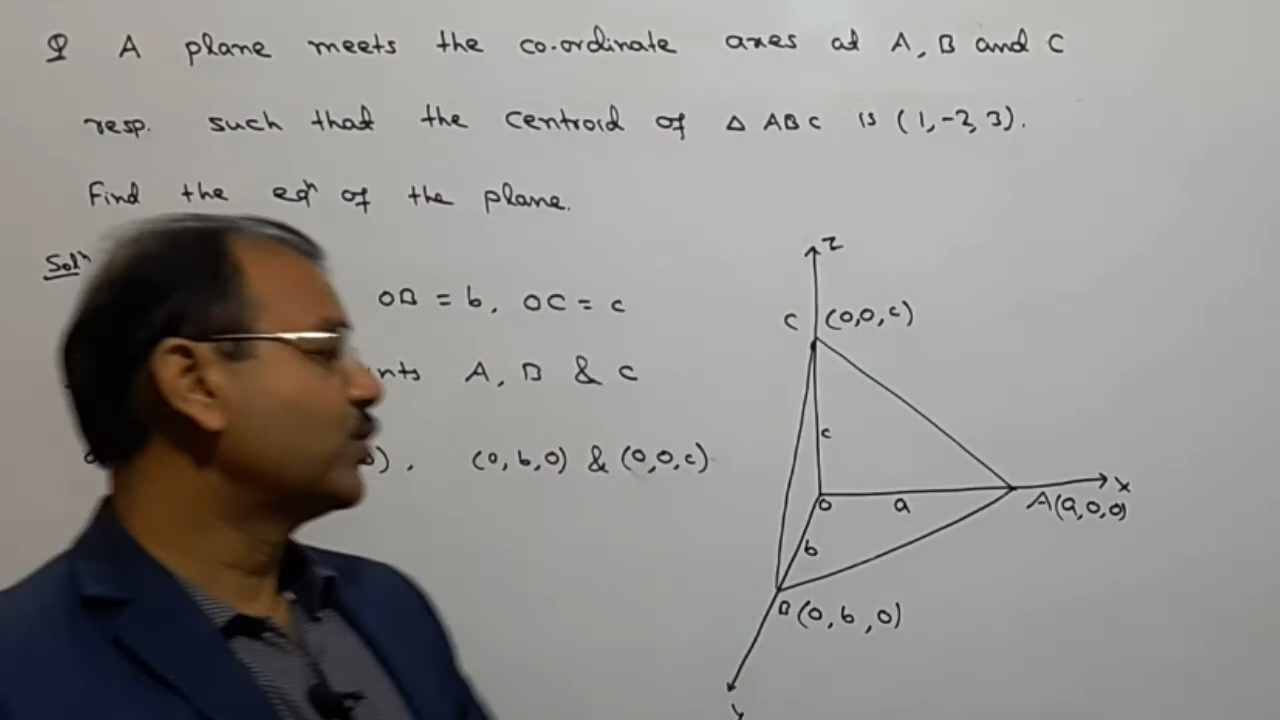 Q A plane meets the co.ordinate axes at A, B and C
resp. such that the centroid of △ ABC is (1,-2,3).
Find the eqⁿ of the plane.
Solⁿ
OB = b, OC = c
A, B & C
(0,b,0) & (0,0,c)
Z
C (0,0,c)
c
O a A(a,0,0) X
b
B (0,b,0)
Y